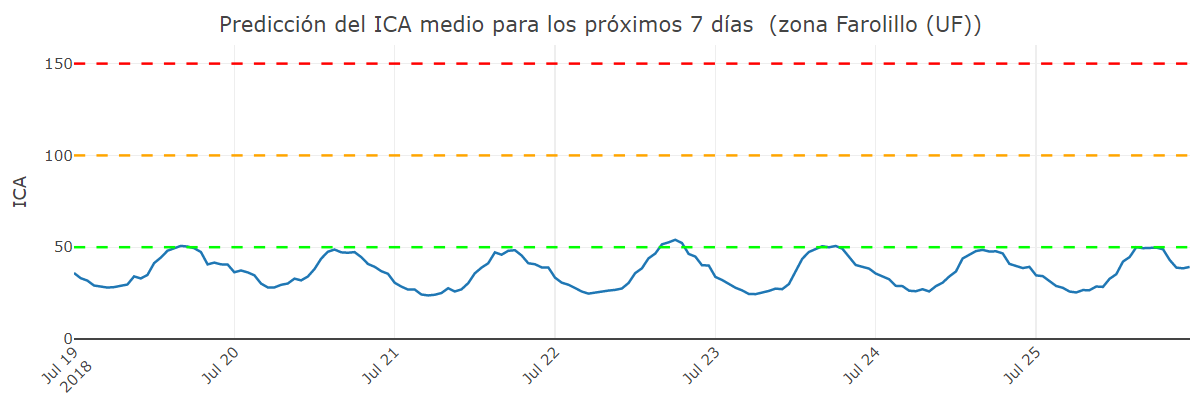 Predicción del ICA medio para los próximos 7 días (zona Farolillo (UF))
150
100
50
0
ICA
Jul 19
2018
Jul 20
Jul 21
Jul 22
Jul 23
Jul 24
Jul 25